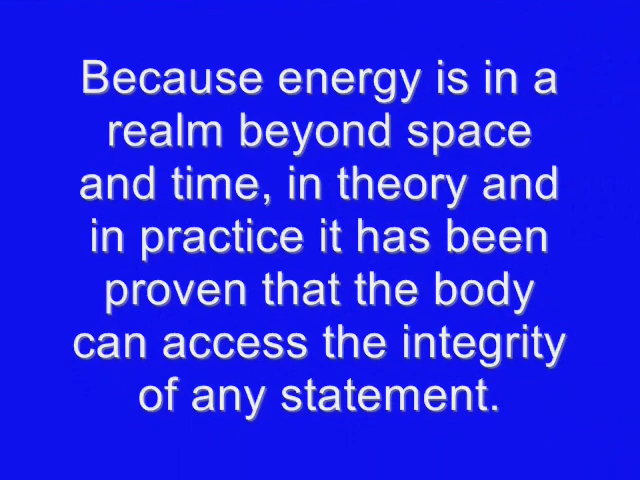 Because energy is in a
realm beyond space
and time, in theory and
in practice it has been
proven that the body
can access the integrity
of any statement.